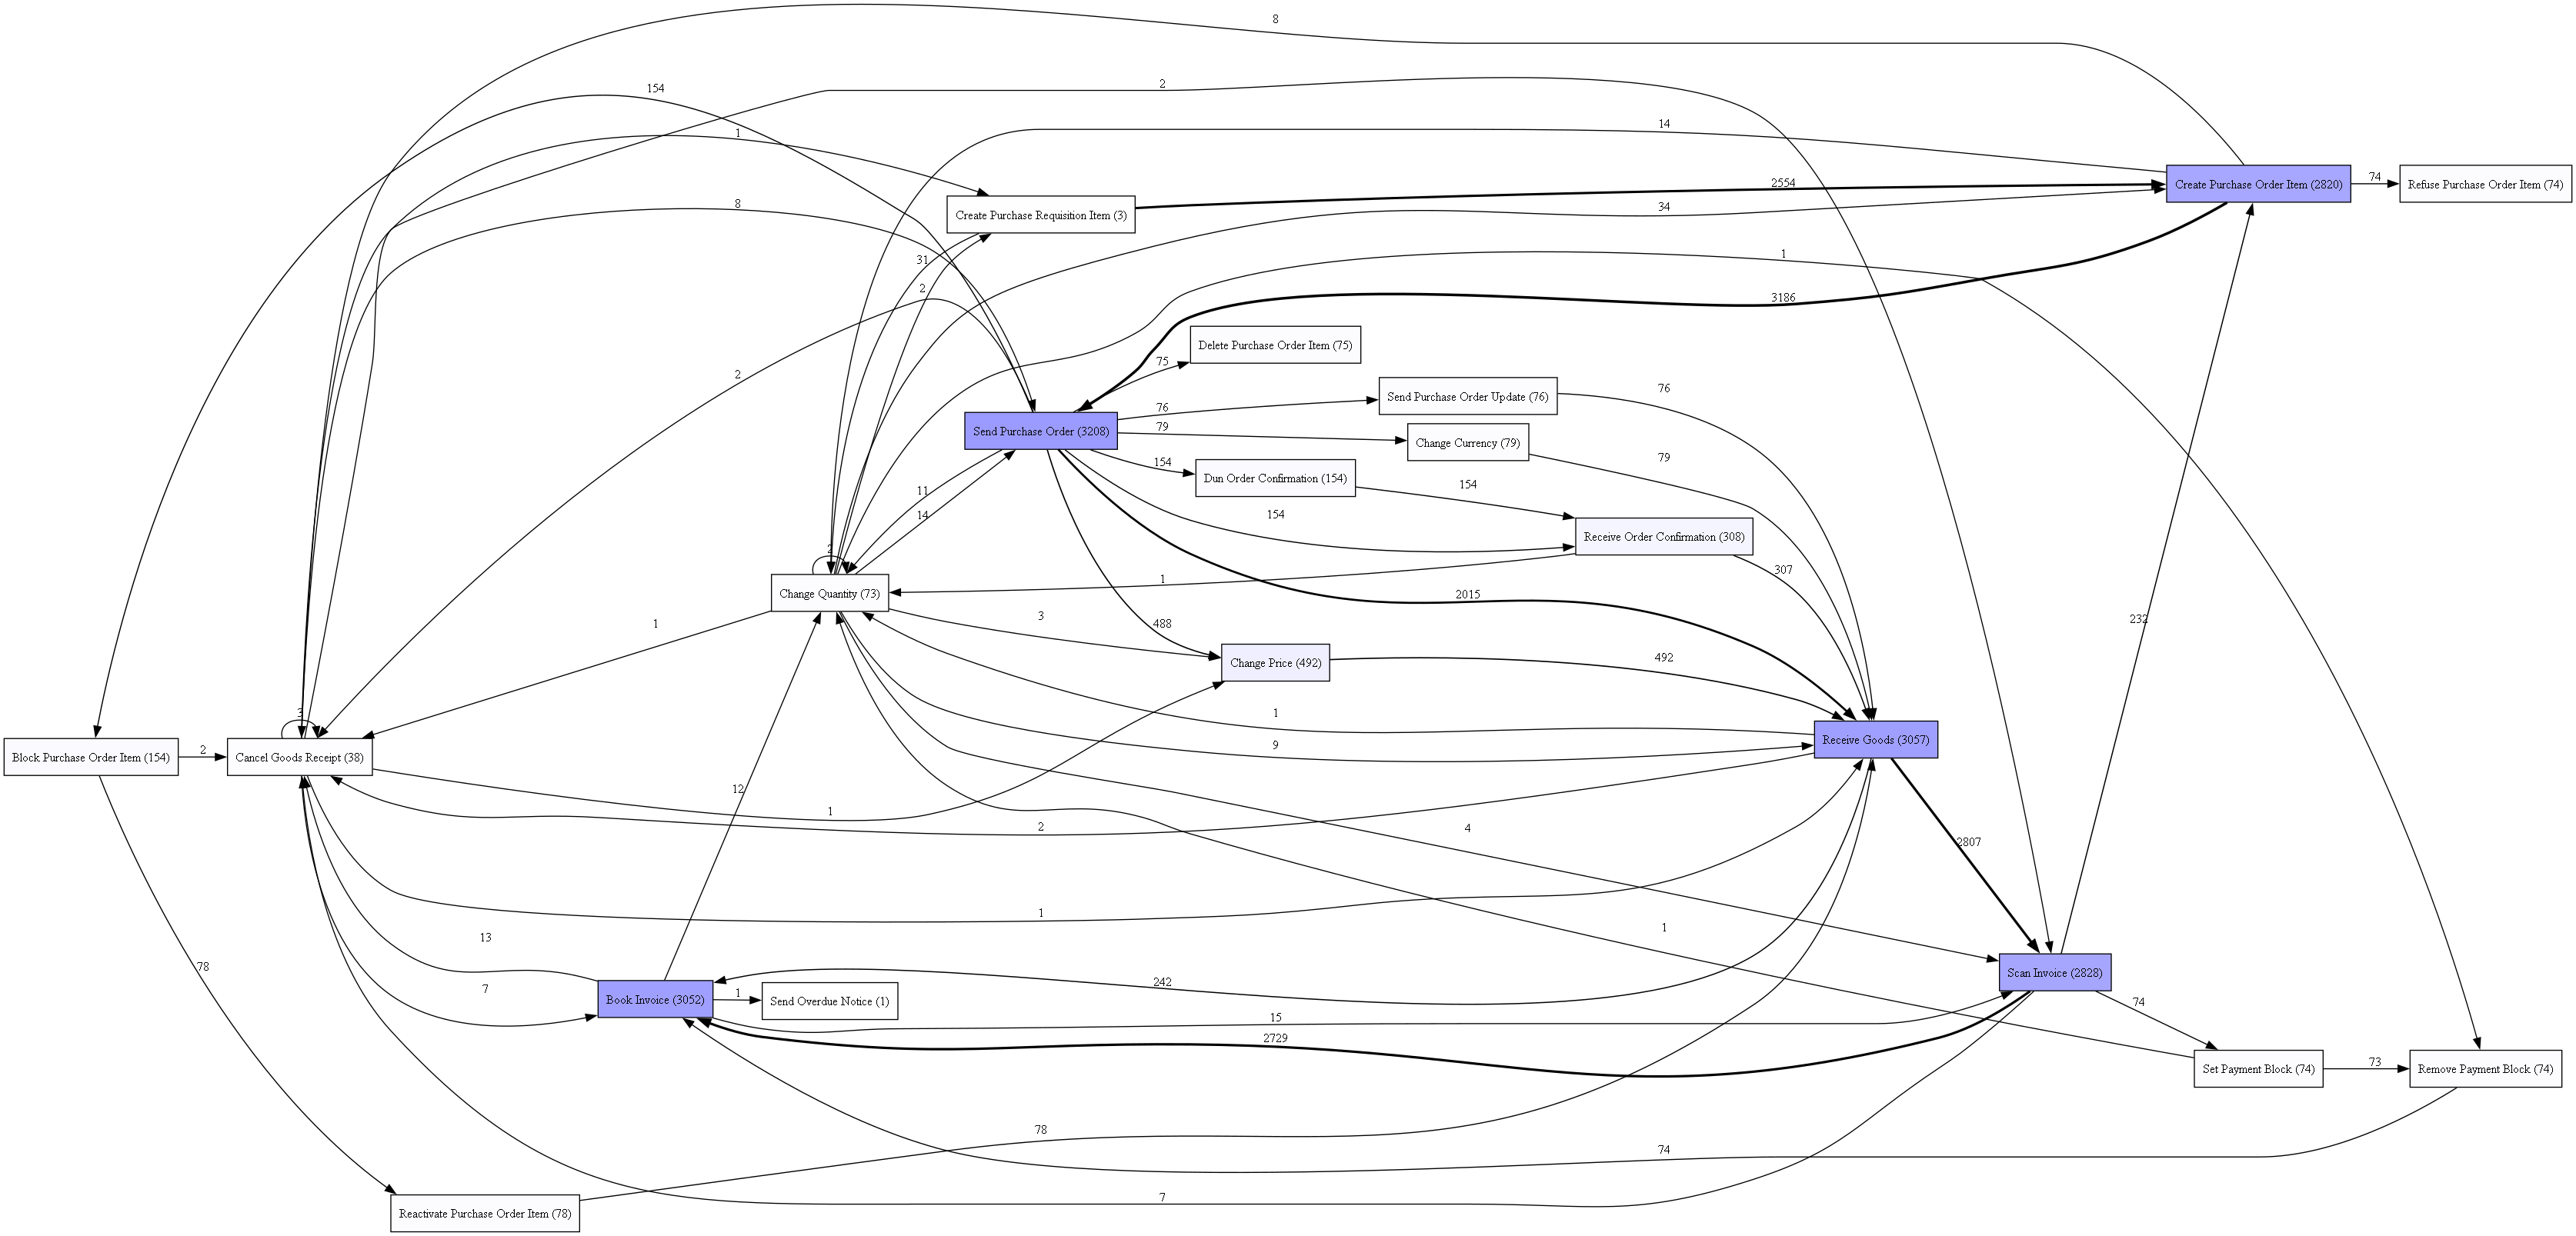 8
2
154
1
14
Create Purchase Order Item (2820)
74
Refuse Purchase Order Item (74)
2554
8
34
Create Purchase Requisition Item (3)
31
1
2
3186
Delete Purchase Order Item (75)
75
2
76
Send Purchase Order Update (76)
76
Send Purchase Order (3208)
79
Change Currency (79)
154
79
Dun Order Confirmation (154)
154
11
14
154
Receive Order Confirmation (308)
2
1
307
Change Quantity (73)
2015
3
1
488
Change Price (492)
492
232
3
1
9
Receive Goods (3057)
Block Purchase Order Item (154)
2
Cancel Goods Receipt (38)
12
1
2
4
2807
1
13
1
78
7
242
Scan Invoice (2828)
Book Invoice (3052)
1
Send Overdue Notice (1)
74
15
2729
Set Payment Block (74)
73
Remove Payment Block (74)
78
74
7
Reactivate Purchase Order Item (78)